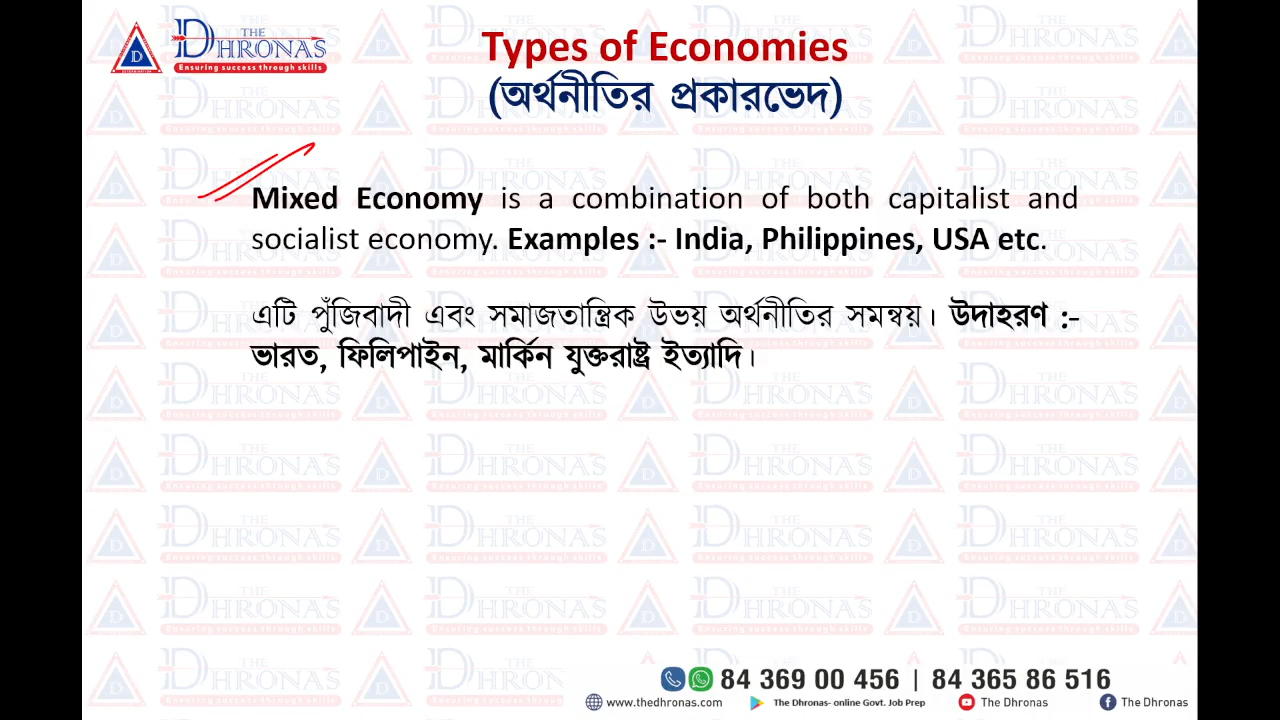 THE
DHRONAS
Ensuring success through skills
Types of Economies
(অর্থনীতির প্রকারভেদ)
Mixed Economy is a combination of both capitalist and
socialist economy. Examples :- India, Philippines, USA etc.
এটি পুঁজিবাদী এবং সমাজতান্ত্রিক উভয় অর্থনীতির সমন্বয়। উদাহরণ :-
ভারত, ফিলিপাইন, মার্কিন যুক্তরাষ্ট্র ইত্যাদি।
84 369 00 456 | 84 365 86 516
www.thedhronas.com The Dhronas- online Govt. Job Prep The Dhronas The Dhronas